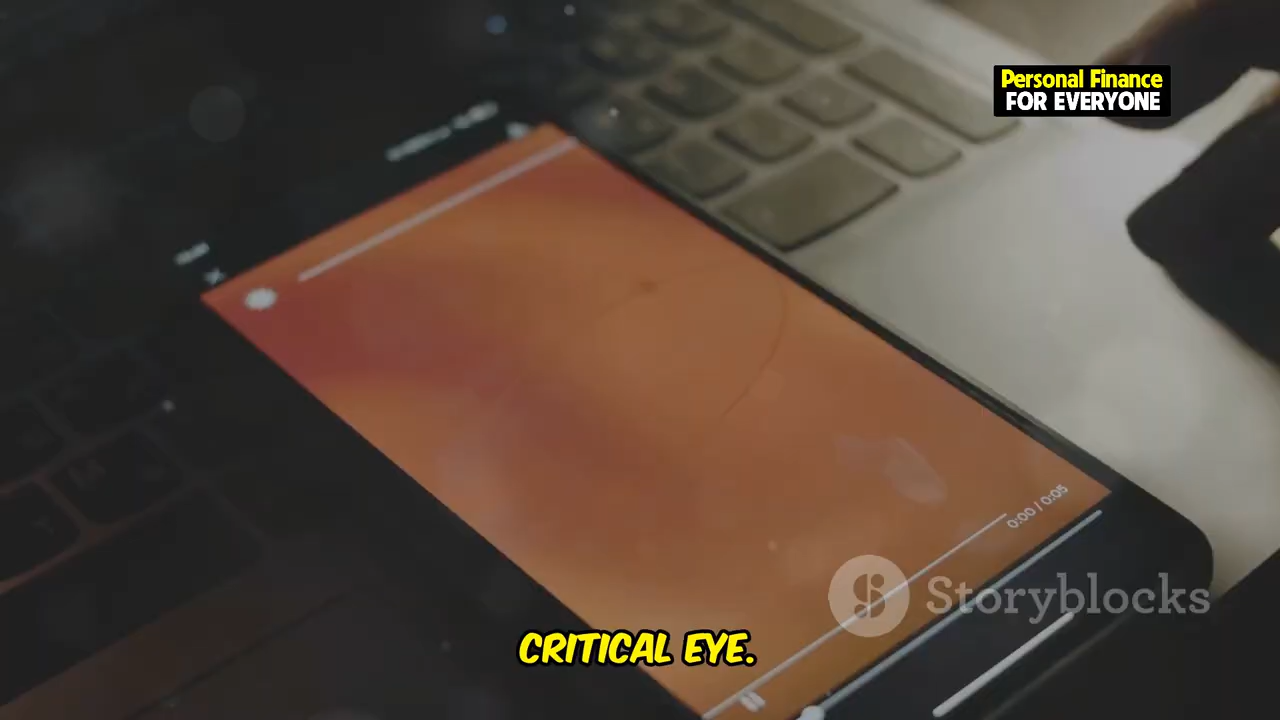 Personal Finance
FOR EVERYONE
0:00 / 0:05
Storyblocks
CRITICAL EYE.